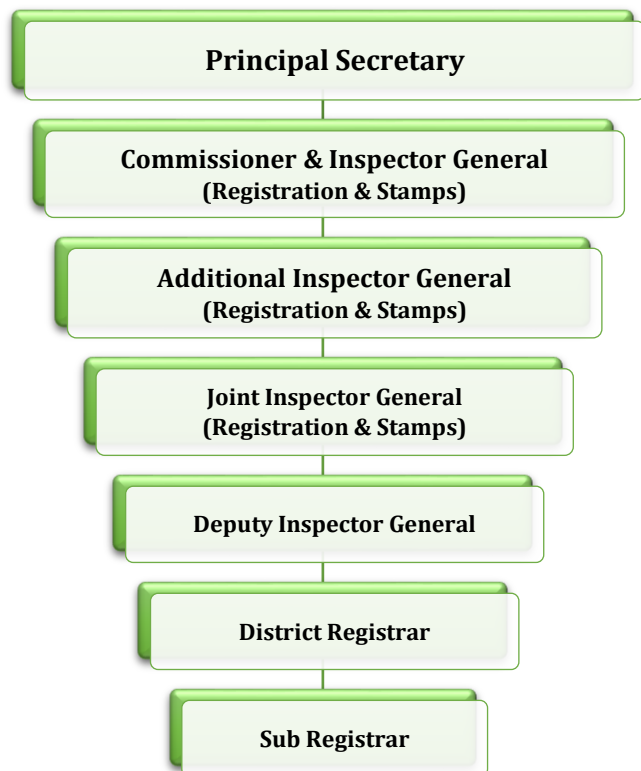 Principal Secretary
Commissioner & Inspector General
(Registration & Stamps)
Additional Inspector General
(Registration & Stamps)
Joint Inspector General
(Registration & Stamps)
Deputy Inspector General
District Registrar
Sub Registrar